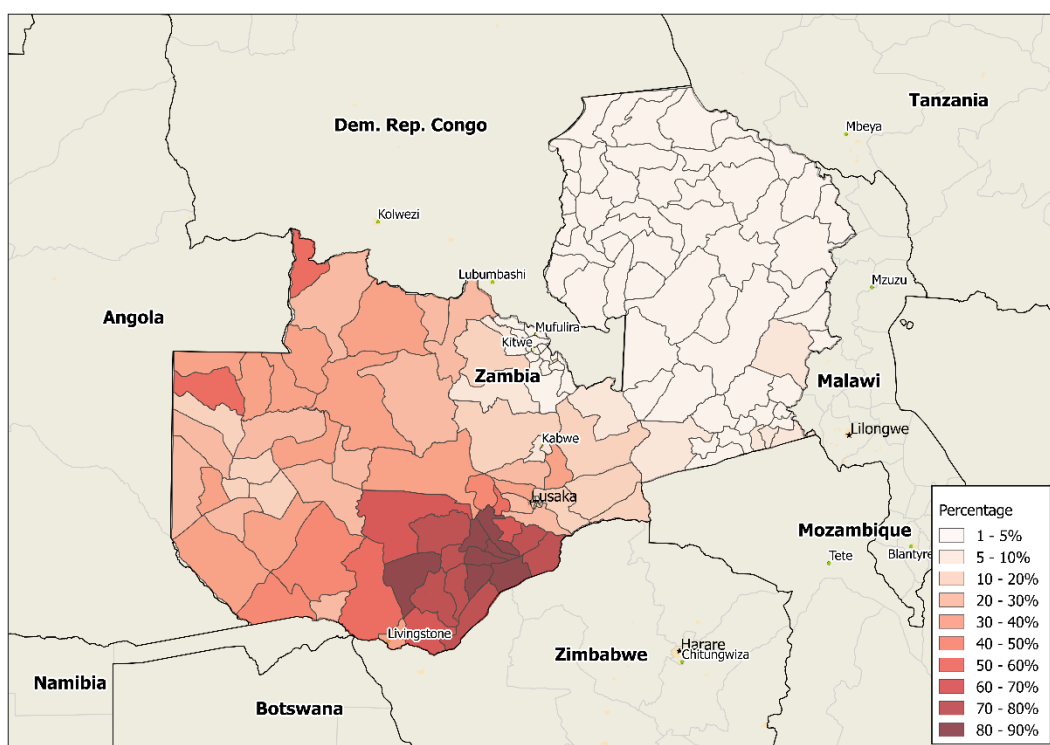 Tanzania
Dem. Rep. Congo
Mbeya
Kolwezi
Lubumbashi
Mzuzu
Angola
Mufulira
Kitwe
Zambia
Malawi
Kabwe
Lilongwe
Lusaka
Mozambique
Blantyre
Tete
Livingstone
Harare
Chitungwiza
Zimbabwe
Namibia
Botswana
Percentage
1 - 5%
5 - 10%
10 - 20%
20 - 30%
30 - 40%
40 - 50%
50 - 60%
60 - 70%
70 - 80%
80 - 90%